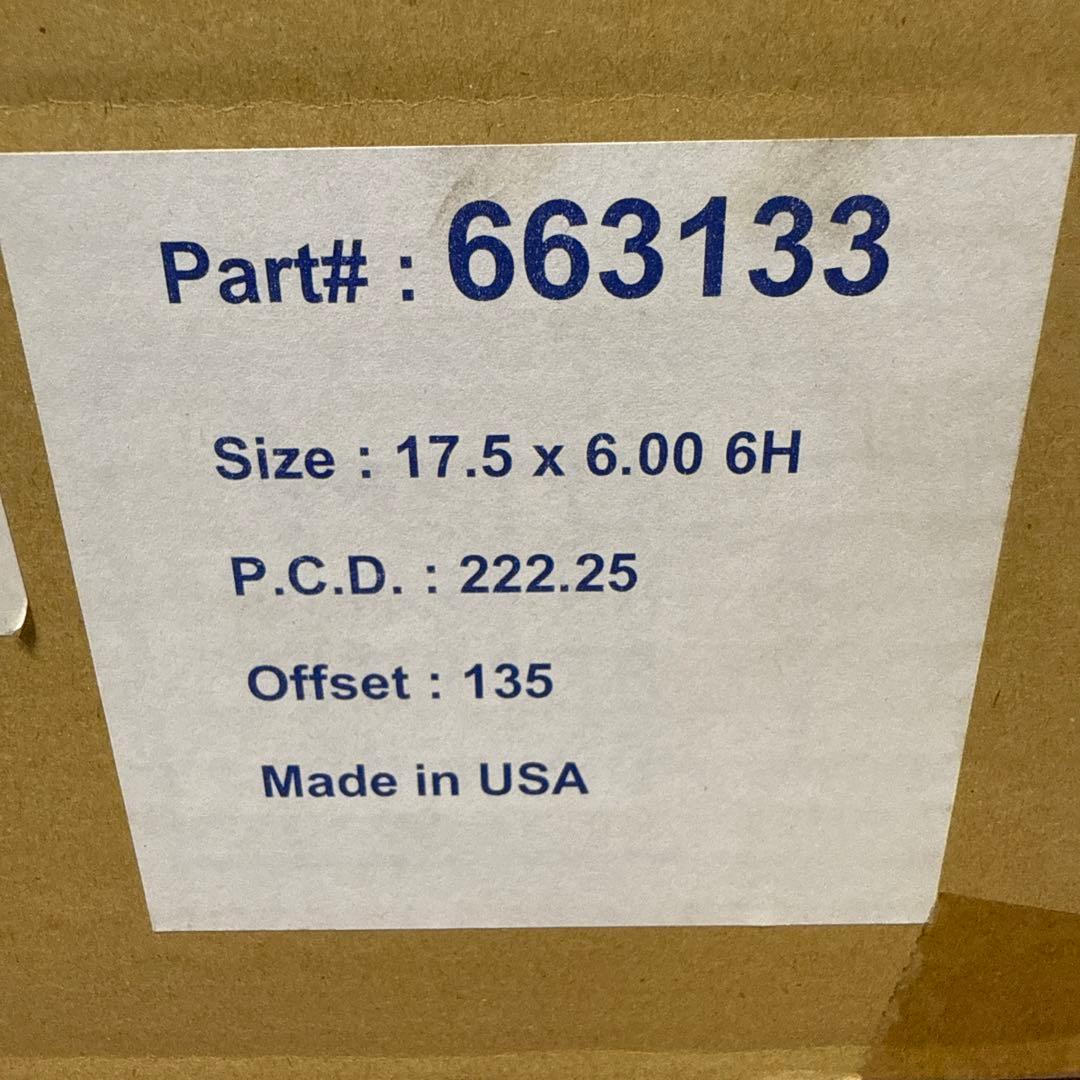 Part# : 663133
Size : 17.5 x 6.00 6H
P.C.D. : 222.25
Offset : 135
Made in USA